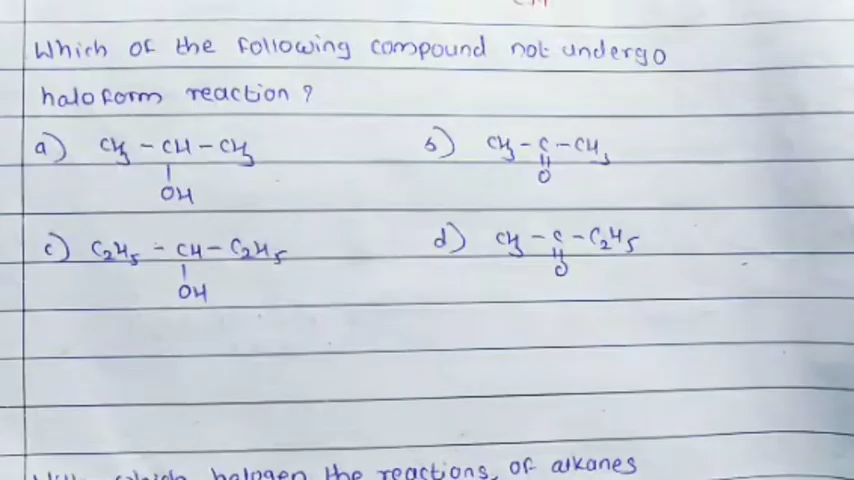 Which of the following compound not undergo
haloform reaction?
a) CH3 - CH - CH3
OH
b) CH3 - C - CH3
O
c) C2H5 - CH - C2H5
OH
d) CH3 - C - C2H5
O
which halogen the reactions of alkanes